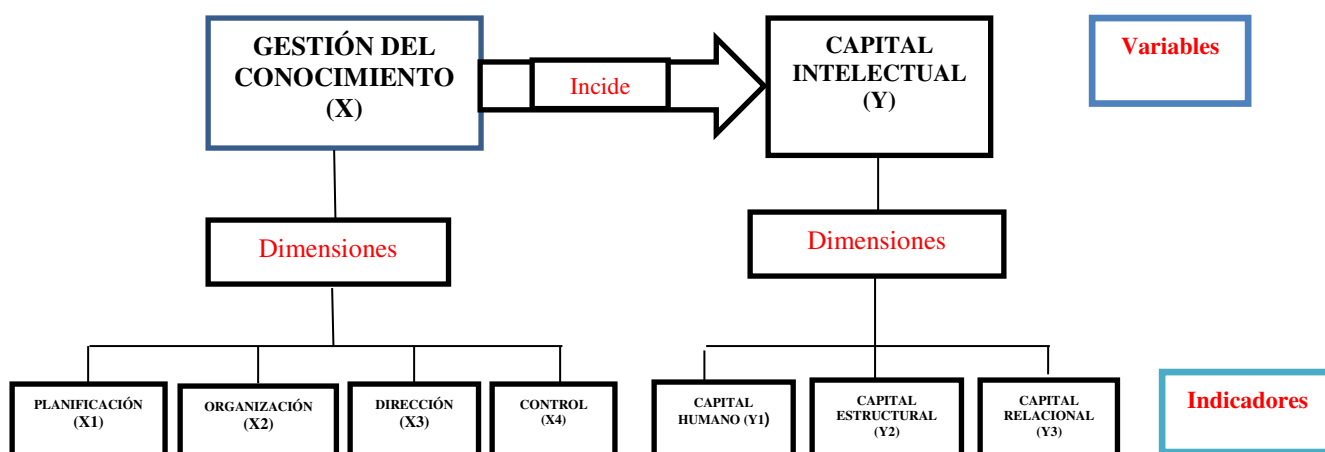 GESTIÓN DEL
CONOCIMIENTO
(X)
Incide
CAPITAL
INTELECTUAL
(Y)
Variables
Dimensiones
Dimensiones
PLANIFICACIÓN
(X1)
ORGANIZACIÓN
(X2)
DIRECCIÓN
(X3)
CONTROL
(X4)
CAPITAL
HUMANO (Y1)
CAPITAL
ESTRUCTURAL
(Y2)
CAPITAL
RELACIONAL
(Y3)
Indicadores